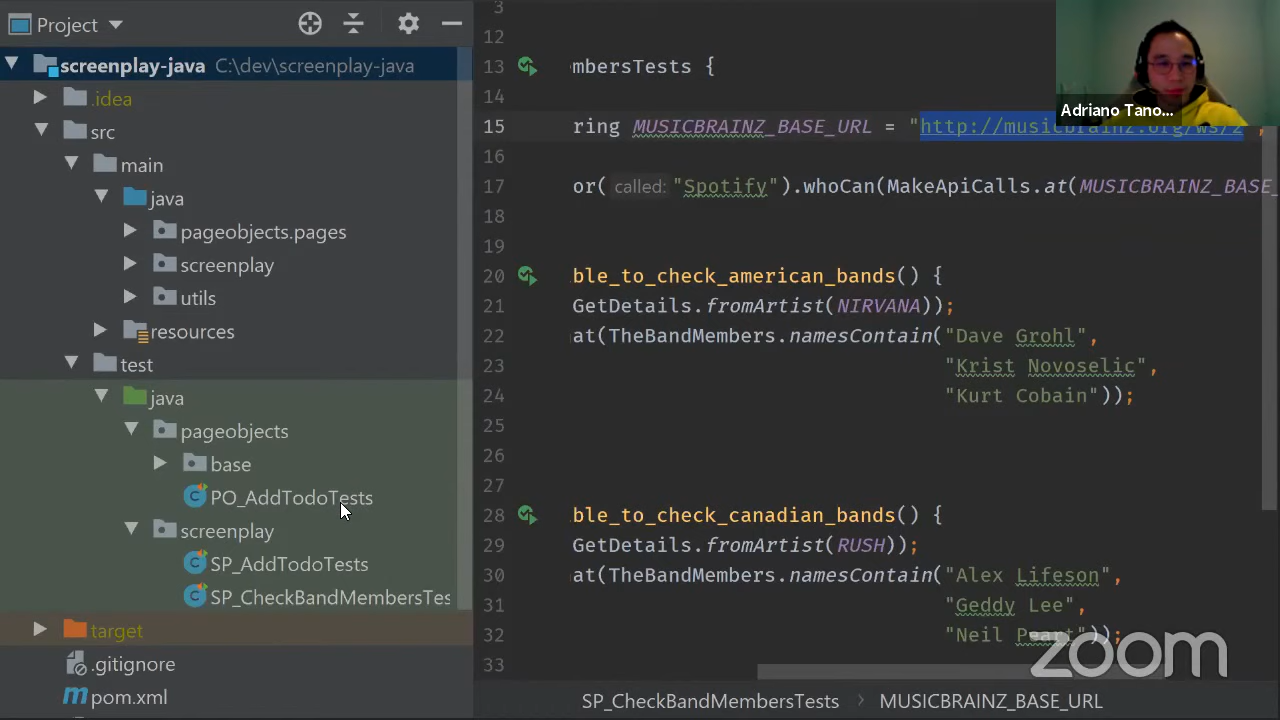 Project
screenplay-java C:\dev\screenplay-java
.idea
src
main
java
pageobjects.pages
screenplay
utils
resources
test
java
pageobjects
base
PO_AddTodoTests
screenplay
SP_AddTodoTests
SP_CheckBandMembersTes
target
.gitignore
pom.xml
3
12
13 mbersTests {
14
15 ring MUSICBRAINZ_BASE_URL = "http://musicbrainz.org/ws/2",
16
17 or( called: "Spotify").whoCan(MakeApiCalls.at(MUSICBRAINZ_BASE_
18
19
20 ble_to_check_american_bands() {
21 GetDetails.fromArtist(NIRVANA));
22 at(TheBandMembers.namesContain("Dave Grohl",
23 "Krist Novoselic",
24 "Kurt Cobain"));
25
26
27
28 ble_to_check_canadian_bands() {
29 GetDetails.fromArtist(RUSH));
30 at(TheBandMembers.namesContain("Alex Lifeson",
31 "Geddy Lee",
32 "Neil Peart"));
33
SP_CheckBandMembersTests > MUSICBRAINZ_BASE_URL
Adriano Tano...
zoom